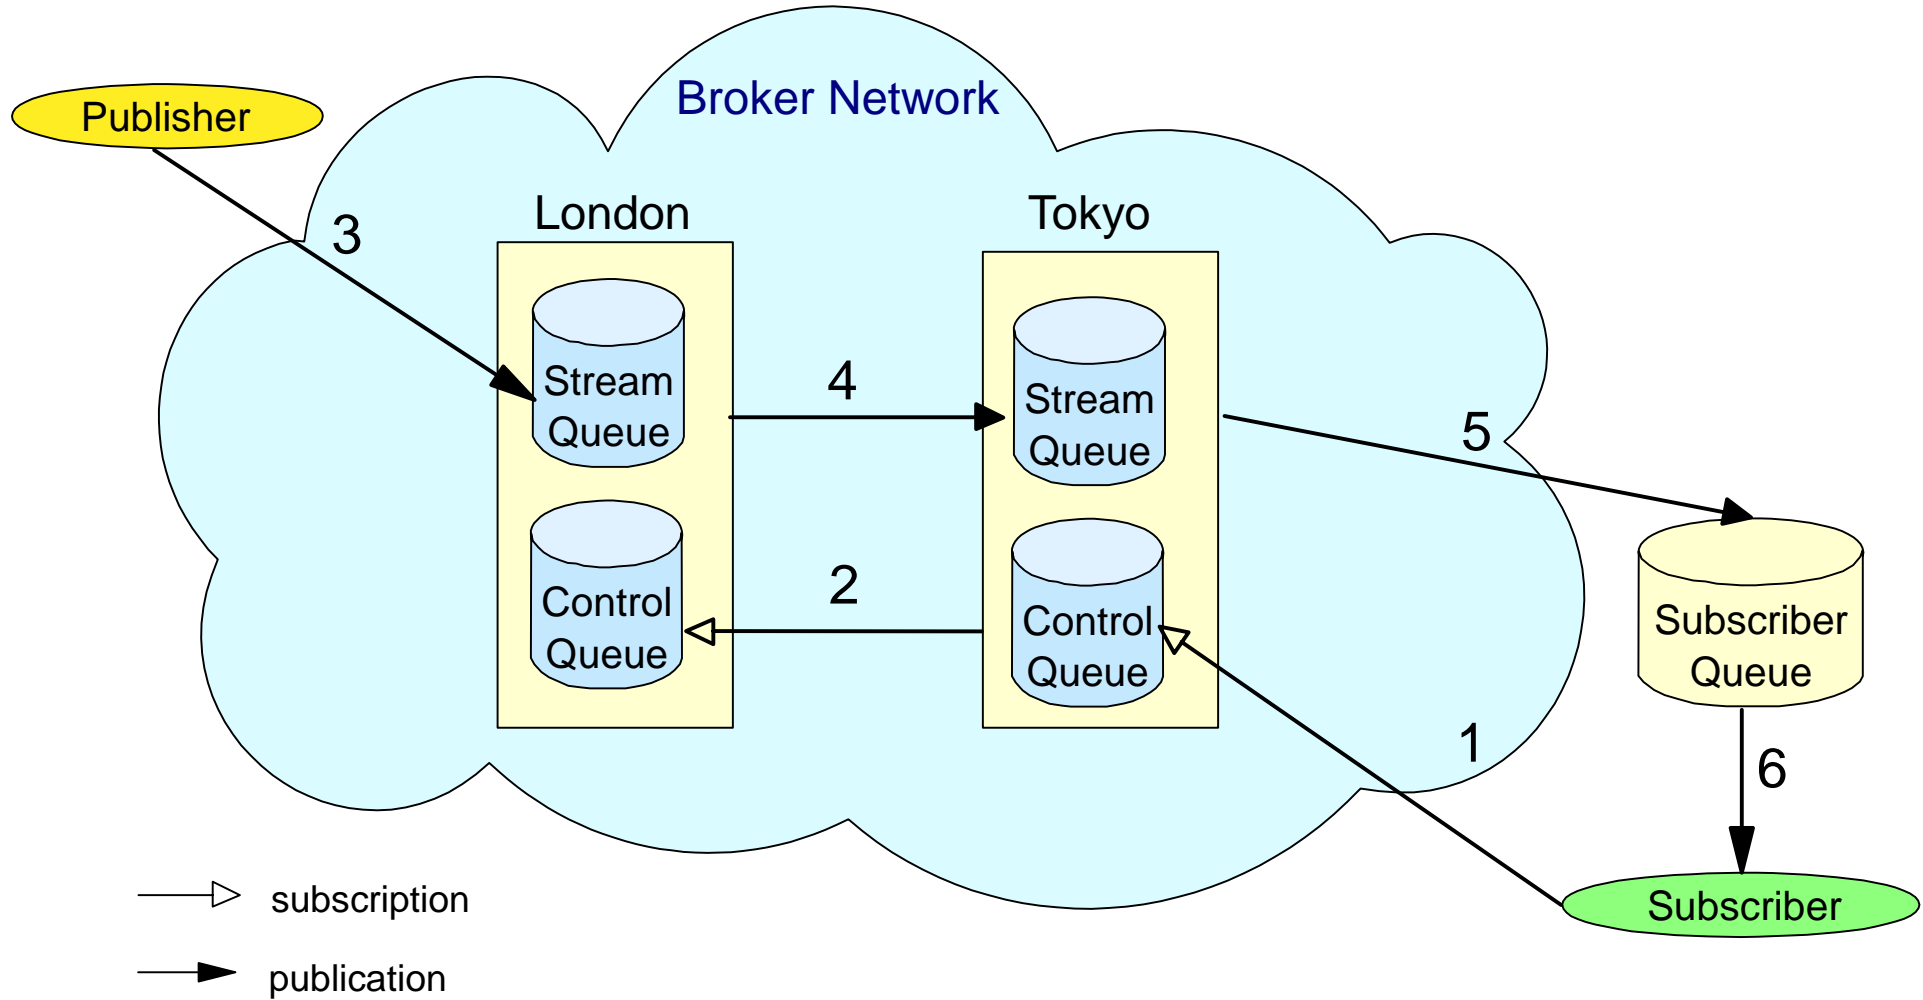 Broker Network
Publisher
London
Tokyo
3
Stream
Queue
4
Stream
Queue
5
Control
Queue
2
Control
Queue
Subscriber
Queue
1
6
subscription
Subscriber
publication